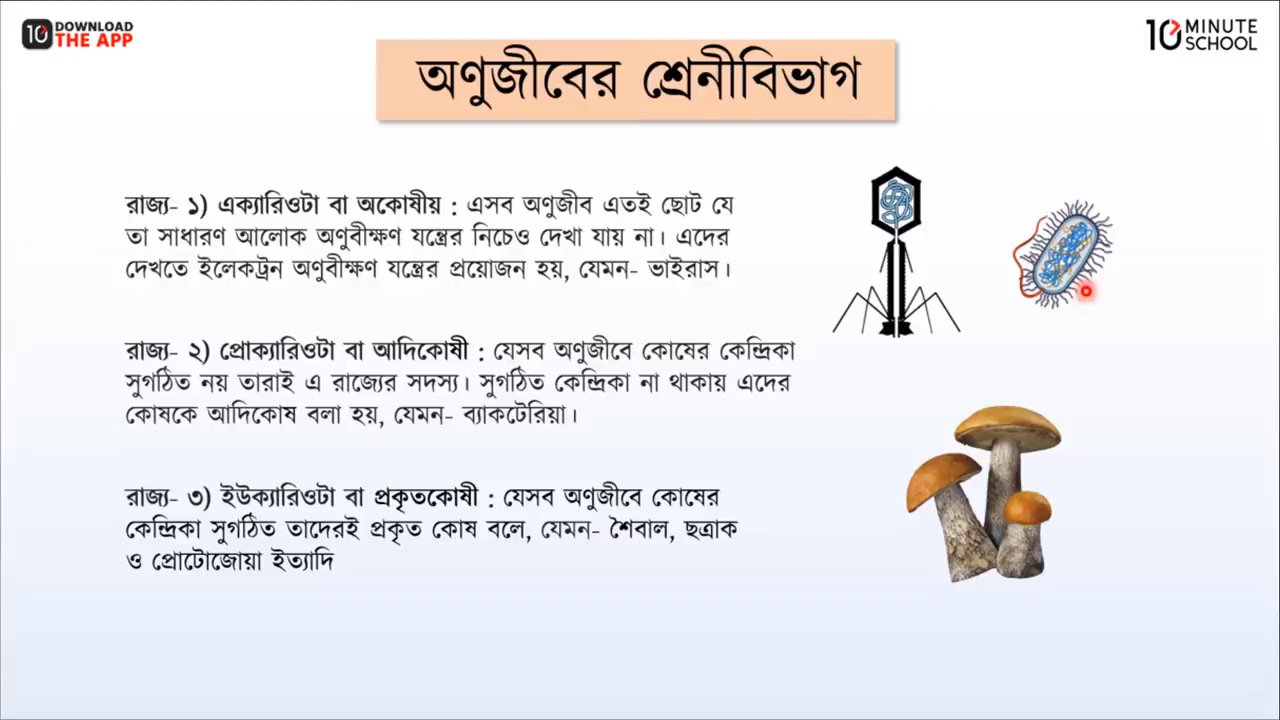 DOWNLOAD
THE APP
10 MINUTE
SCHOOL
অণুজীবের শ্রেনীবিভাগ
রাজ্য- ১) এক্যারিওটা বা অকোষীয় : এসব অণুজীব এতই ছোট যে
তা সাধারণ আলোক অণুবীক্ষণ যন্ত্রের নিচেও দেখা যায় না। এদের
দেখতে ইলেকট্রন অণুবীক্ষণ যন্ত্রের প্রয়োজন হয়, যেমন- ভাইরাস।
রাজ্য- ২) প্রোক্যারিওটা বা আদিকোষী : যেসব অণুজীবে কোষের কেন্দ্রিকা
সুগঠিত নয় তারাই এ রাজ্যের সদস্য। সুগঠিত কেন্দ্রিকা না থাকায় এদের
কোষকে আদিকোষ বলা হয়, যেমন- ব্যাকটেরিয়া।
রাজ্য- ৩) ইউক্যারিওটা বা প্রকৃতকোষী : যেসব অণুজীবে কোষের
কেন্দ্রিকা সুগঠিত তাদেরই প্রকৃত কোষ বলে, যেমন- শৈবাল, ছত্রাক
ও প্রোটোজোয়া ইত্যাদি